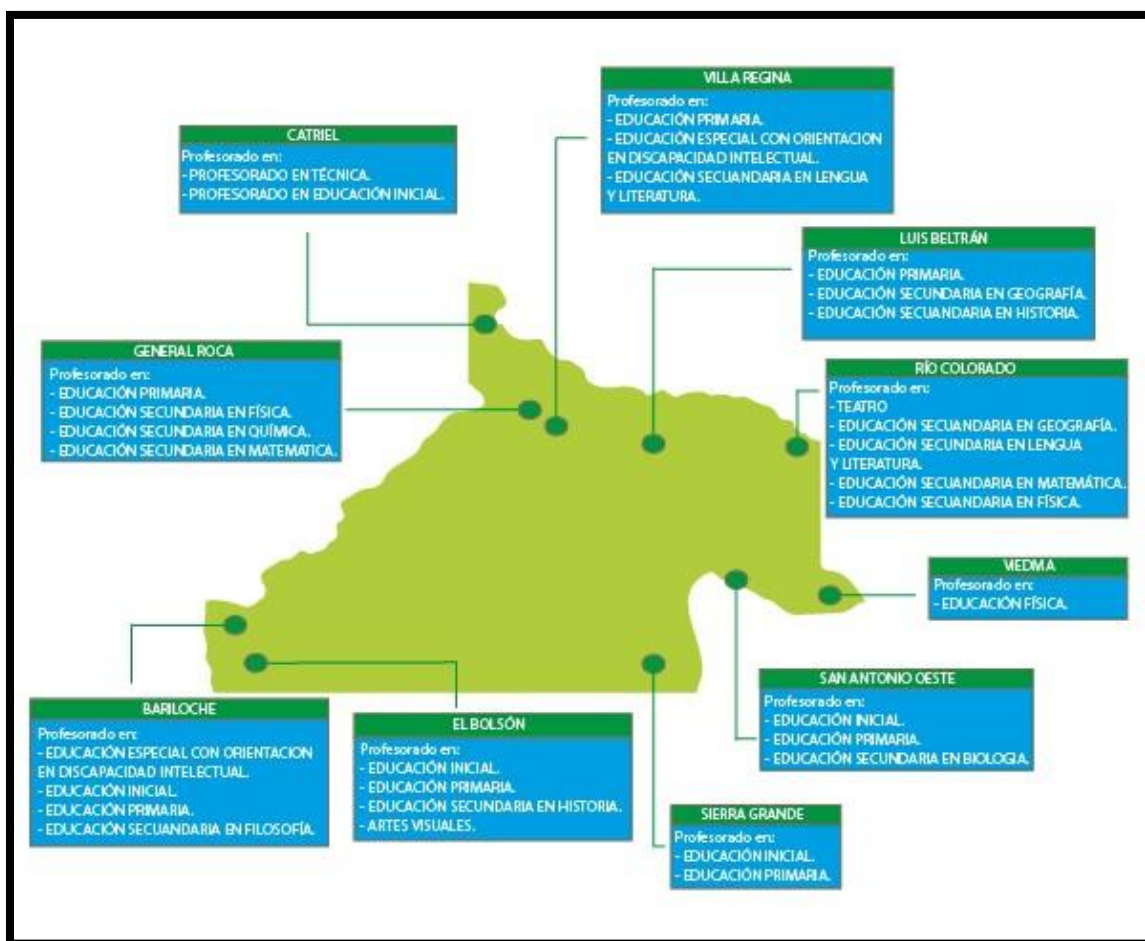 VILLA REGINA
Profesorado en:
- EDUCACIÓN PRIMARIA.
- EDUCACIÓN ESPECIAL CON ORIENTACION
EN DISCAPACIDAD INTELECTUAL.
- EDUCACIÓN SECUANDARIA EN LENGUA
Y LITERATURA.
CATRIEL
Profesorado en:
- PROFESORADO EN TÉCNICA.
- PROFESORADO EN EDUCACIÓN INICIAL.
LUIS BELTRÁN
Profesorado en:
- EDUCACIÓN PRIMARIA.
- EDUCACIÓN SECUNDARIA EN GEOGRAFÍA.
- EDUCACIÓN SECUANDARIA EN HISTORIA.
GENERAL ROCA
Profesorado en:
- EDUCACIÓN PRIMARIA.
- EDUCACIÓN SECUNDARIA EN FÍSICA.
- EDUCACIÓN SECUNDARIA EN QUÍMICA.
- EDUCACIÓN SECUNDARIA EN MATEMATICA.
RÍO COLORADO
Profesorado en:
- TEATRO
- EDUCACIÓN SECUANDARIA EN GEOGRAFÍA.
- EDUCACIÓN SECUNDARIA EN LENGUA
Y LITERATURA.
- EDUCACIÓN SECUANDARIA EN MATEMÁTICA.
- EDUCACIÓN SECUANDARIA EN FÍSICA.
VIEDMA
Profesorado en:
- EDUCACIÓN FÍSICA.
SAN ANTONIO OESTE
Profesorado en:
- EDUCACIÓN INICIAL.
- EDUCACIÓN PRIMARIA.
- EDUCACIÓN SECUNDARIA EN BIOLOGIA.
BARILOCHE
Profesorado en:
- EDUCACIÓN ESPECIAL CON ORIENTACION
EN DISCAPACIDAD INTELECTUAL.
- EDUCACIÓN INICIAL.
- EDUCACIÓN PRIMARIA.
- EDUCACIÓN SECUANDARIA EN FILOSOFÍA.
EL BOLSÓN
Profesorado en:
- EDUCACIÓN INICIAL.
- EDUCACIÓN PRIMARIA.
- EDUCACIÓN SECUNDARIA EN HISTORIA.
- ARTES VISUALES.
SIERRA GRANDE
Profesorado en:
- EDUCACIÓN INICIAL.
- EDUCACIÓN PRIMARIA.